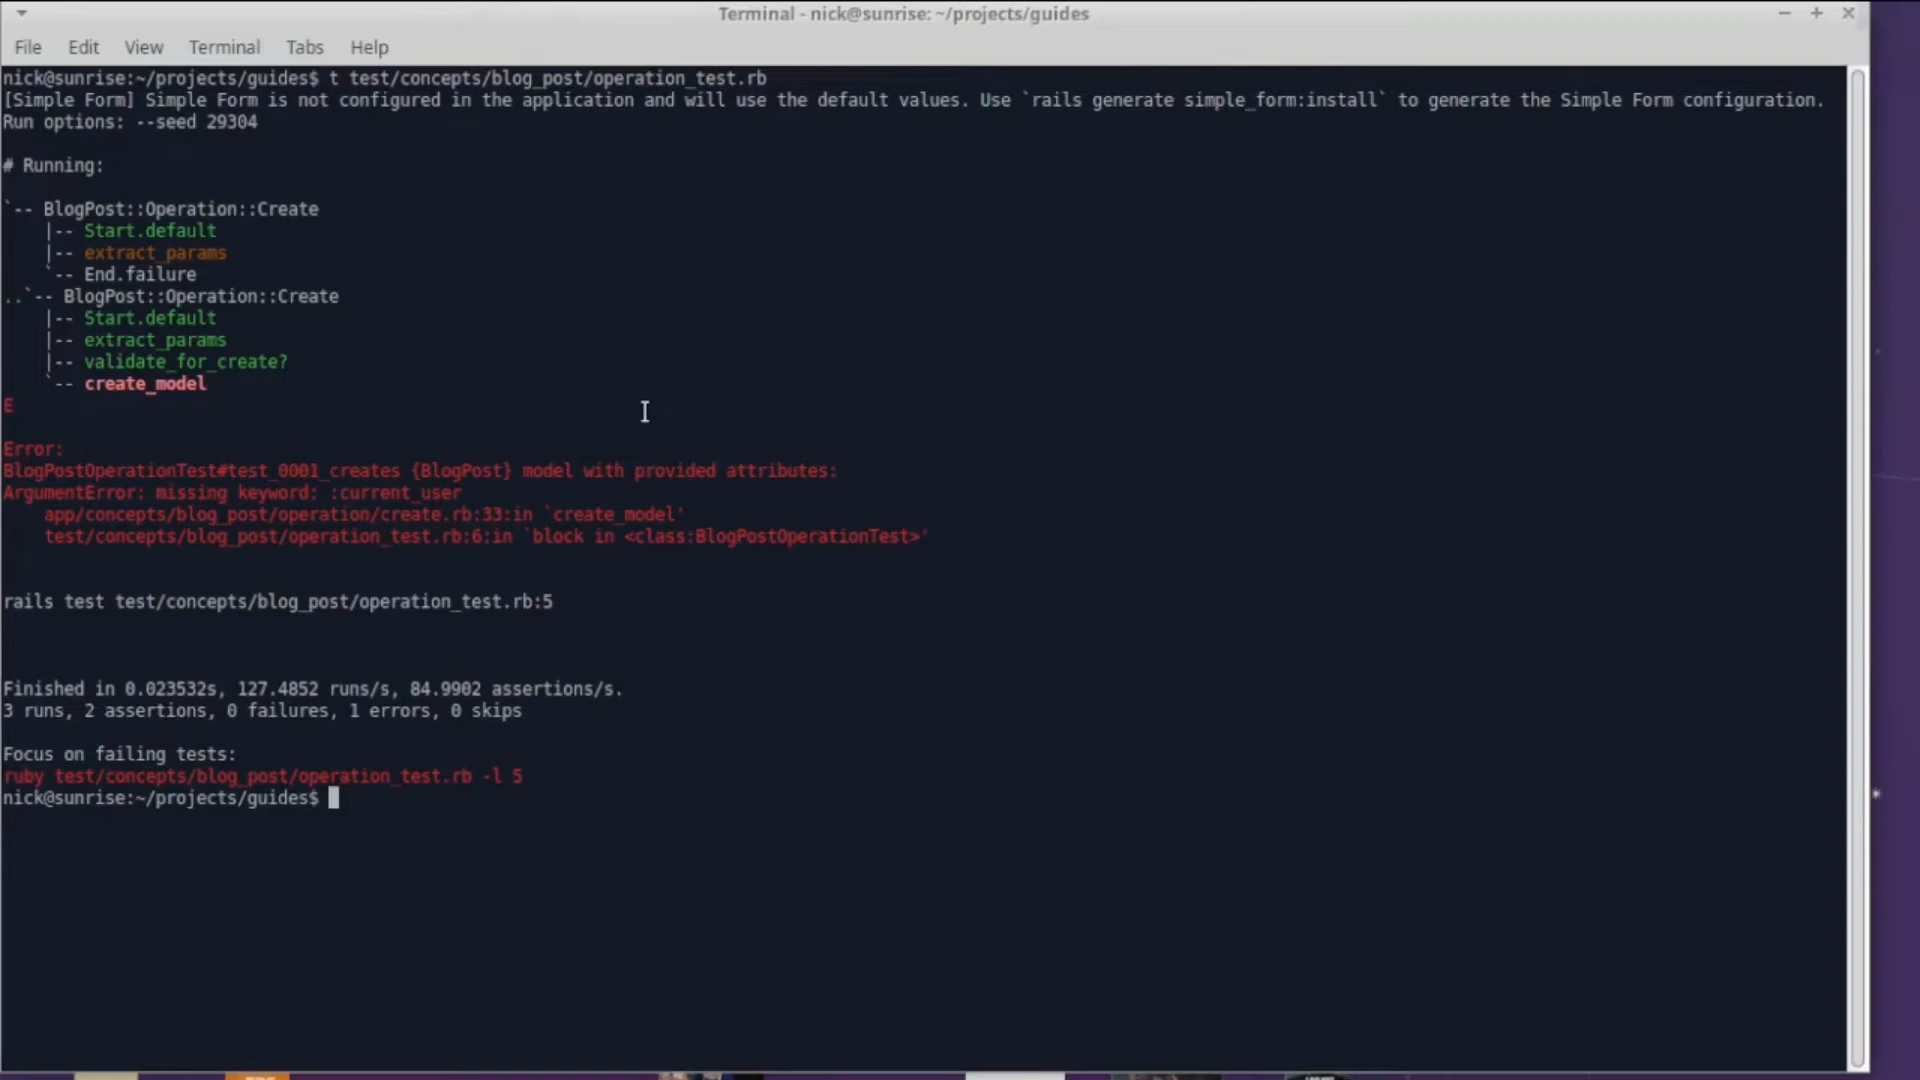 Terminal - nick@sunrise: ~/projects/guides
File Edit View Terminal Tabs Help
nick@sunrise:~/projects/guides$ t test/concepts/blog_post/operation_test.rb
[Simple Form] Simple Form is not configured in the application and will use the default values. Use `rails generate simple_form:install` to generate the Simple Form configuration.
Run options: --seed 29304
# Running:
`-- BlogPost::Operation::Create
|-- Start.default
|-- extract_params
`-- End.failure
..`-- BlogPost::Operation::Create
|-- Start.default
|-- extract_params
|-- validate_for_create?
`-- create_model
E
Error:
BlogPostOperationTest#test_0001_creates {BlogPost} model with provided attributes:
ArgumentError: missing keyword: :current_user
app/concepts/blog_post/operation/create.rb:33:in `create_model'
test/concepts/blog_post/operation_test.rb:6:in `block in <class:BlogPostOperationTest>'
rails test test/concepts/blog_post/operation_test.rb:5
Finished in 0.023532s, 127.4852 runs/s, 84.9902 assertions/s.
3 runs, 2 assertions, 0 failures, 1 errors, 0 skips
Focus on failing tests:
ruby test/concepts/blog_post/operation_test.rb -l 5
nick@sunrise:~/projects/guides$